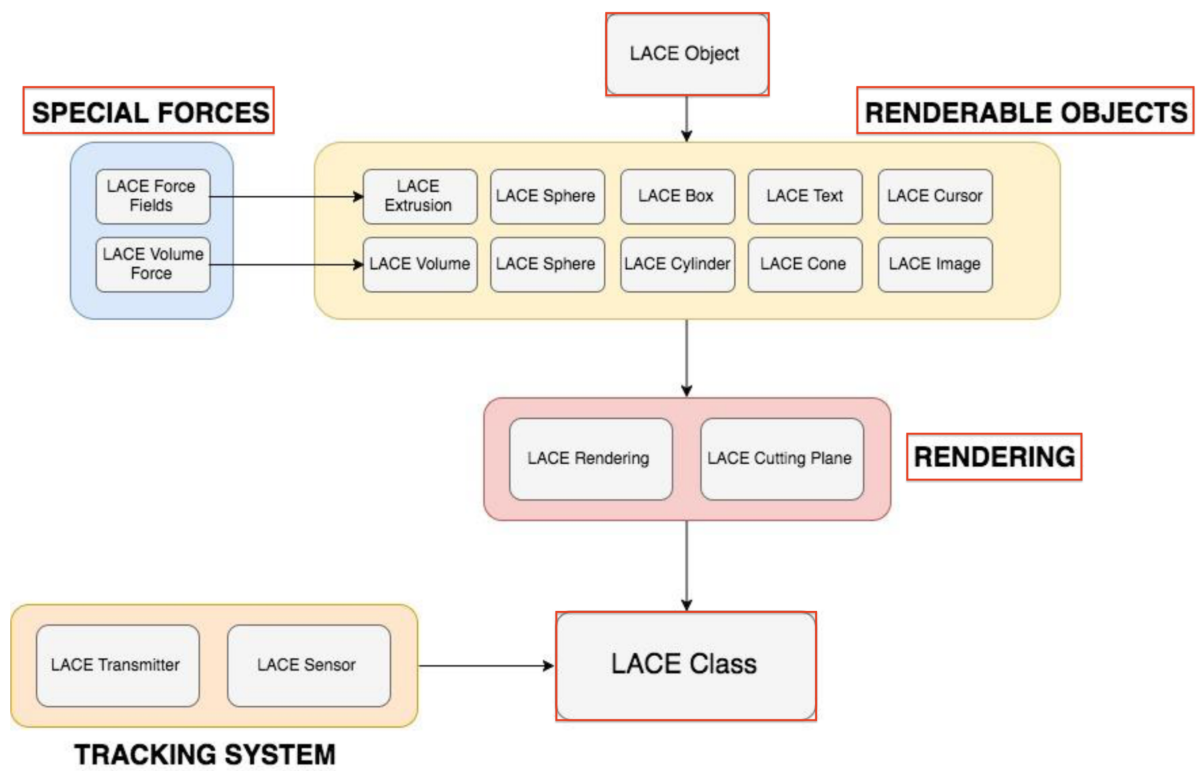 LACE Object
SPECIAL FORCES
RENDERABLE OBJECTS
LACE Force
Fields
LACE
Extrusion
LACE Sphere
LACE Box
LACE Text
LACE Cursor
LACE Volume
Force
LACE Volume
LACE Sphere
LACE Cylinder
LACE Cone
LACE Image
LACE Rendering
LACE Cutting Plane
RENDERING
LACE Transmitter
LACE Sensor
LACE Class
TRACKING SYSTEM